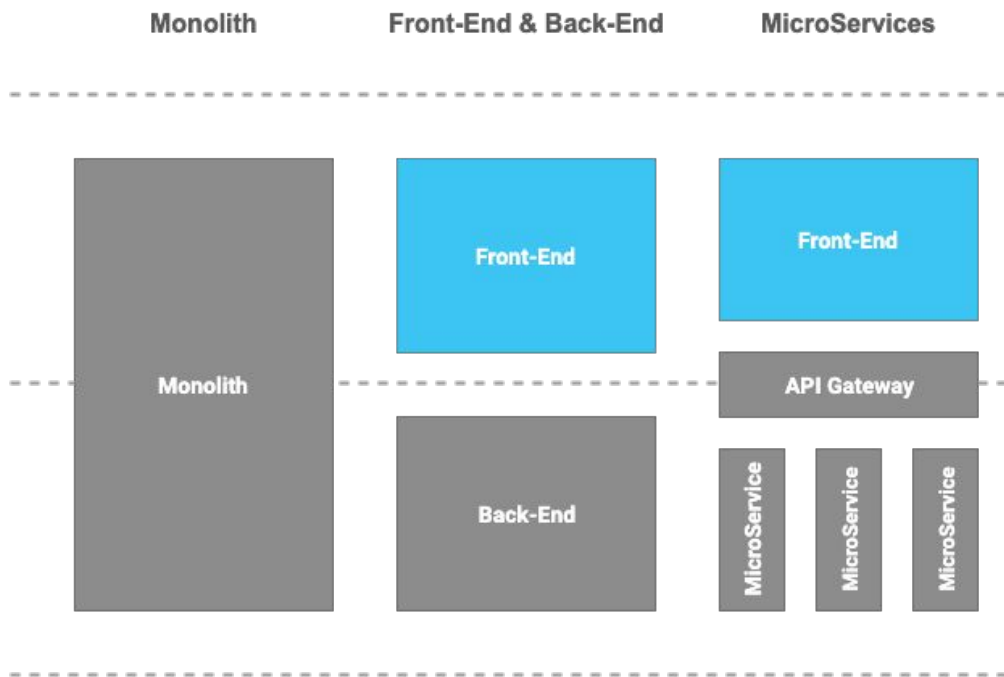 Monolith
Front-End & Back-End
MicroServices
Monolith
Front-End
Back-End
Front-End
API Gateway
MicroService
MicroService
MicroService